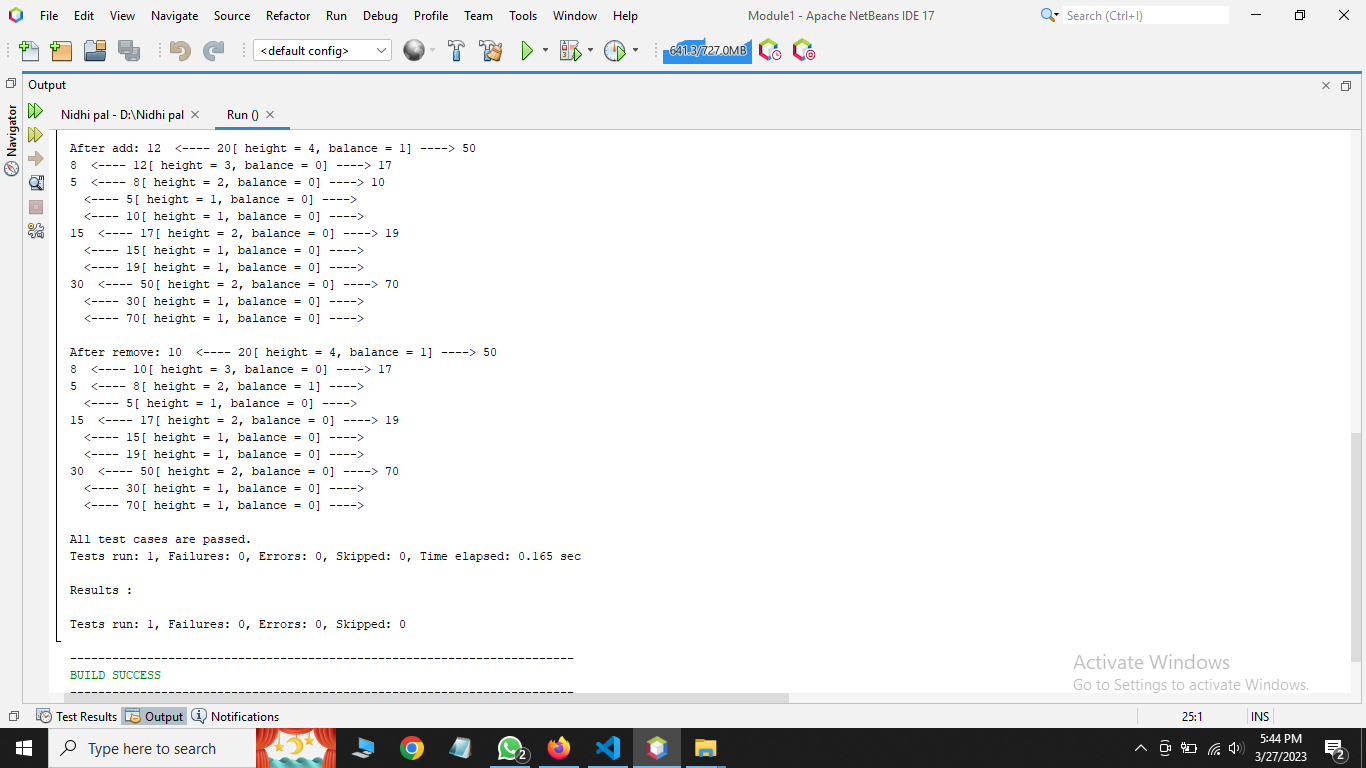 File Edit View Navigate Source Refactor Run Debug Profile Team Tools Window Help Module1 - Apache NetBeans IDE 17 Search (Ctrl+I)
<default config> 641.3/727.0MB
Output
Navigator
Nidhi pal - D:\Nidhi pal Run ()
After add: 12  <---- 20[ height = 4, balance = 1] ----> 50
8  <---- 12[ height = 3, balance = 0] ----> 17
5  <---- 8[ height = 2, balance = 0] ----> 10
<---- 5[ height = 1, balance = 0] ---->
<---- 10[ height = 1, balance = 0] ---->
15  <---- 17[ height = 2, balance = 0] ----> 19
<---- 15[ height = 1, balance = 0] ---->
<---- 19[ height = 1, balance = 0] ---->
30  <---- 50[ height = 2, balance = 0] ----> 70
<---- 30[ height = 1, balance = 0] ---->
<---- 70[ height = 1, balance = 0] ---->
After remove: 10  <---- 20[ height = 4, balance = 1] ----> 50
8  <---- 10[ height = 3, balance = 0] ----> 17
5  <---- 8[ height = 2, balance = 1] ---->
<---- 5[ height = 1, balance = 0] ---->
15  <---- 17[ height = 2, balance = 0] ----> 19
<---- 15[ height = 1, balance = 0] ---->
<---- 19[ height = 1, balance = 0] ---->
30  <---- 50[ height = 2, balance = 0] ----> 70
<---- 30[ height = 1, balance = 0] ---->
<---- 70[ height = 1, balance = 0] ---->
All test cases are passed.
Tests run: 1, Failures: 0, Errors: 0, Skipped: 0, Time elapsed: 0.165 sec
Results :
Tests run: 1, Failures: 0, Errors: 0, Skipped: 0
------------------------------------------------------------------------
BUILD SUCCESS
------------------------------------------------------------------------
Activate Windows
Go to Settings to activate Windows.
Test Results Output Notifications 25:1 INS
Type here to search 2 5:44 PM
3/27/2023 2